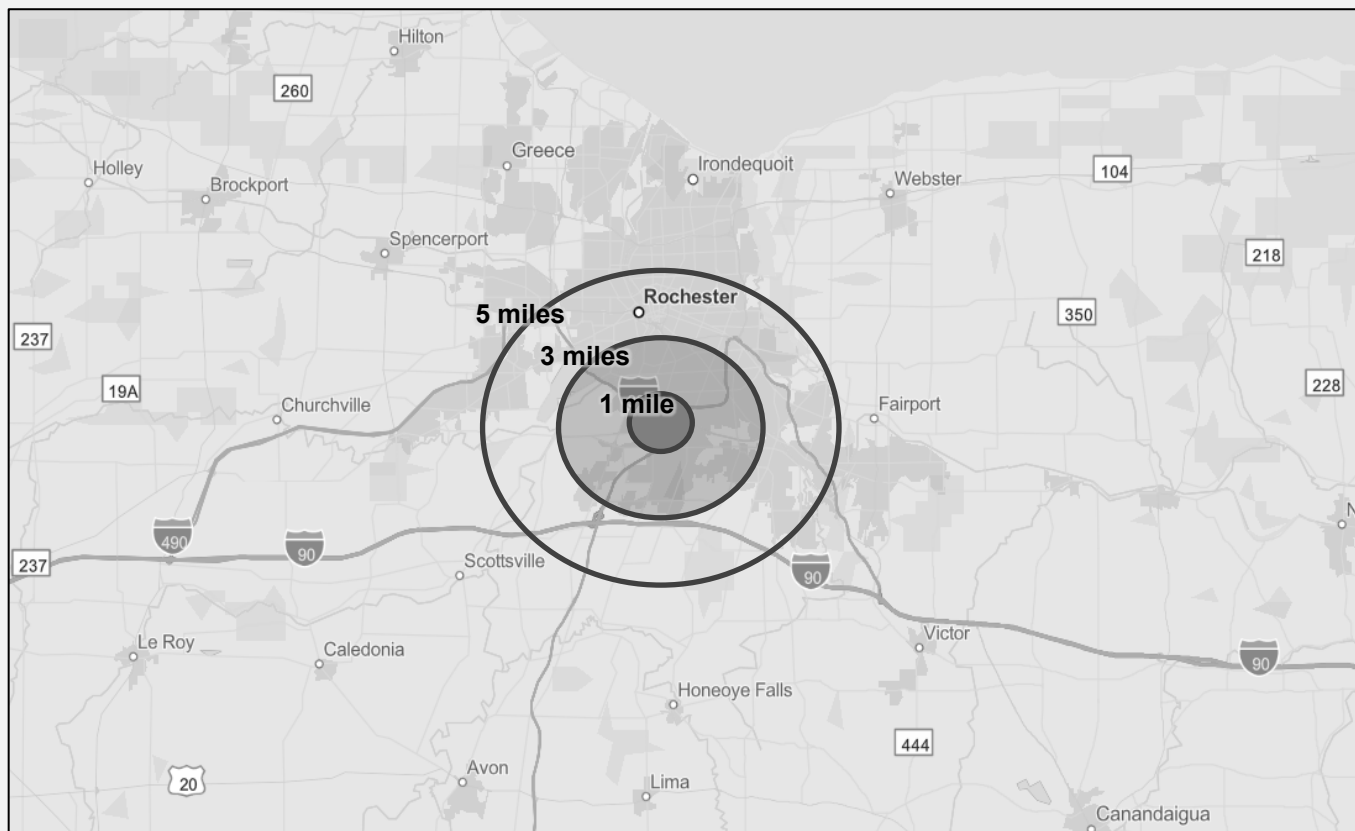 Hilton
260
Greece
Irondequoit
Holley
Brockport
Webster
104
Spencerport
218
Rochester
5 miles
350
237
3 miles
19A
228
1 mile
Churchville
Fairport
490
90
N
237
Scottsville
90
Le Roy
Caledonia
Victor
90
Honeoye Falls
444
Avon
20
Lima
Canandaigua